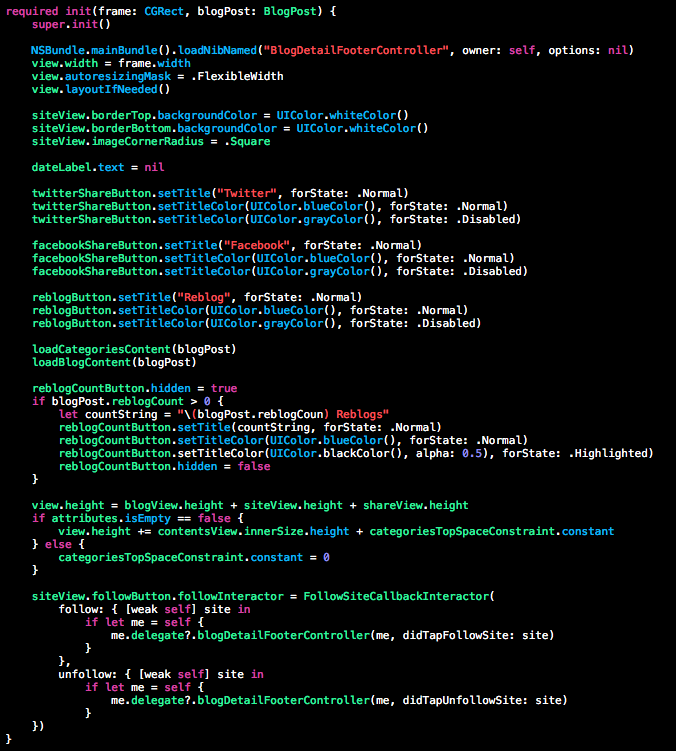 required init(frame: CGRect, blogPost: BlogPost) {
    super.init()

    NSBundle.mainBundle().loadNibNamed("BlogDetailFooterController", owner: self, options: nil)
    view.width = frame.width
    view.autoresizingMask = .FlexibleWidth
    view.layoutIfNeeded()

    siteView.borderTop.backgroundColor = UIColor.whiteColor()
    siteView.borderBottom.backgroundColor = UIColor.whiteColor()
    siteView.imageCornerRadius = .Square

    dateLabel.text = nil

    twitterShareButton.setTitle("Twitter", forState: .Normal)
    twitterShareButton.setTitleColor(UIColor.blueColor(), forState: .Normal)
    twitterShareButton.setTitleColor(UIColor.grayColor(), forState: .Disabled)

    facebookShareButton.setTitle("Facebook", forState: .Normal)
    facebookShareButton.setTitleColor(UIColor.blueColor(), forState: .Normal)
    facebookShareButton.setTitleColor(UIColor.grayColor(), forState: .Disabled)

    reblogButton.setTitle("Reblog", forState: .Normal)
    reblogButton.setTitleColor(UIColor.blueColor(), forState: .Normal)
    reblogButton.setTitleColor(UIColor.grayColor(), forState: .Disabled)

    loadCategoriesContent(blogPost)
    loadBlogContent(blogPost)

    reblogCountButton.hidden = true
    if blogPost.reblogCount > 0 {
        let countString = "\(blogPost.reblogCoun) Reblogs"
        reblogCountButton.setTitle(countString, forState: .Normal)
        reblogCountButton.setTitleColor(UIColor.blueColor(), forState: .Normal)
        reblogCountButton.setTitleColor(UIColor.blackColor(), alpha: 0.5), forState: .Highlighted)
        reblogCountButton.hidden = false
    }

    view.height = blogView.height + siteView.height + shareView.height
    if attributes.isEmpty == false {
        view.height += contentsView.innerSize.height + categoriesTopSpaceConstraint.constant
    } else {
        categoriesTopSpaceConstraint.constant = 0
    }

    siteView.followButton.followInteractor = FollowSiteCallbackInteractor(
        follow: { [weak self] site in
            if let me = self {
                me.delegate?.blogDetailFooterController(me, didTapFollowSite: site)
            }
        },
        unfollow: { [weak self] site in
            if let me = self {
                me.delegate?.blogDetailFooterController(me, didTapUnfollowSite: site)
            }
    })
}